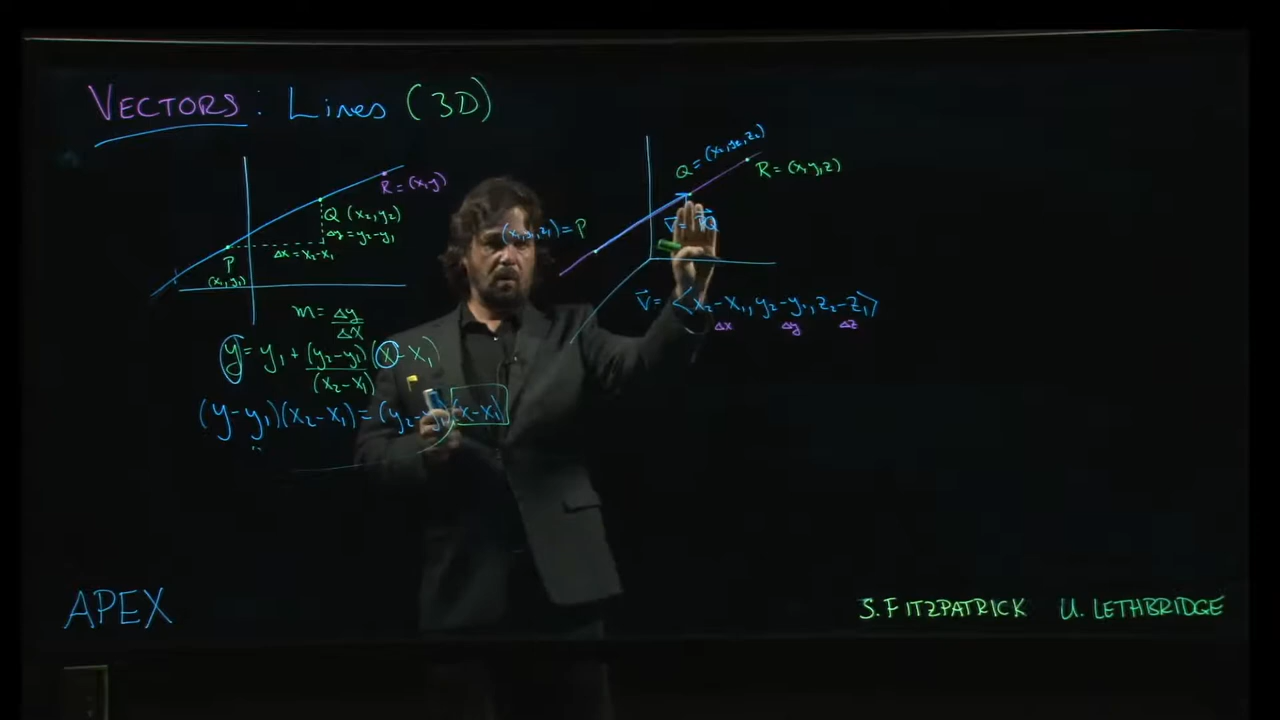 VECTORS: Lines (3D)
R = (x,y)
Q (x₂,y₂)
Δy = y₂-y₁
Δx = x₂-x₁
P
(x₁,y₁)
m = Δy/Δx
y = y₁ + (y₂-y₁)/(x₂-x₁) (x-x₁)
(y-y₁)(x₂-x₁) = (y₂-y₁)(x-x₁)
Q = (x₂,y₂,z₂)
R = (x,y,z)
(x₁,y₁,z₁) = P
v⃗ = PQ⃗
v⃗ = ⟨x₂-x₁, y₂-y₁, z₂-z₁⟩
Δx Δy Δz
APEX
S. FITZPATRICK U. LETHBRIDGE